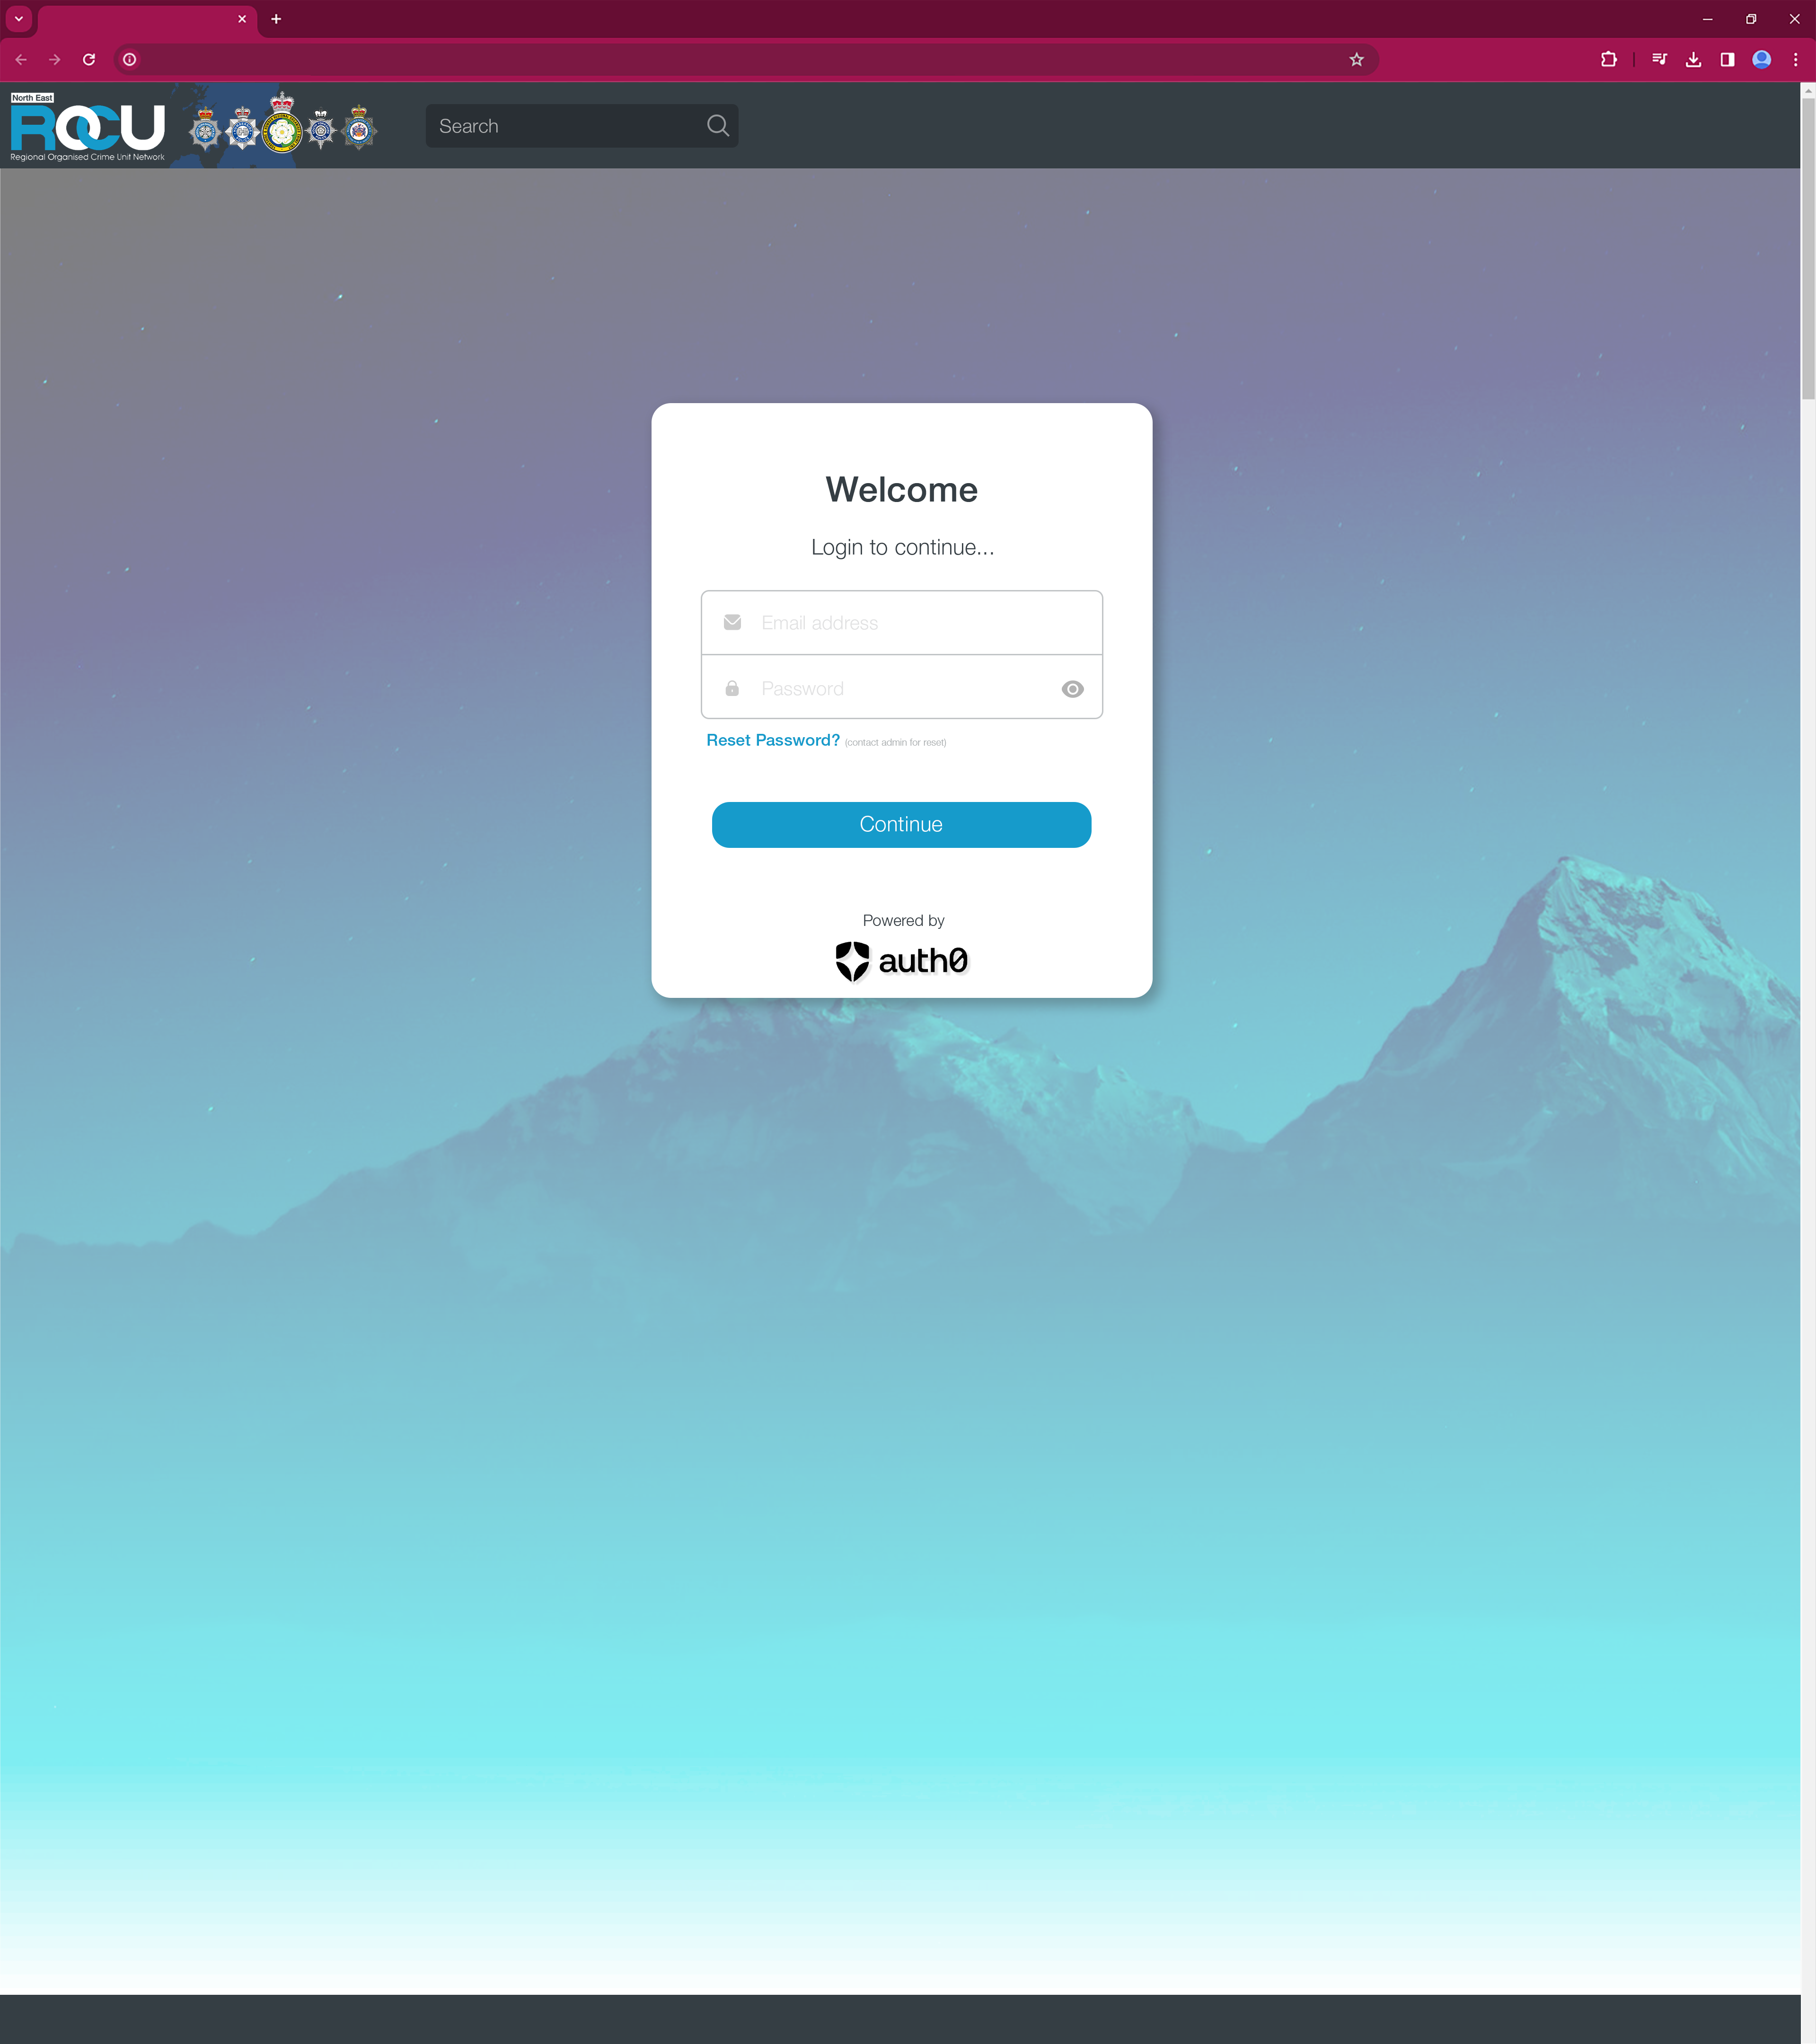 North East
ROCU
Regional Organised Crime Unit Network
Search
Welcome
Login to continue...
Email address
Password
Reset Password? (contact admin for reset)
Continue
Powered by
auth0